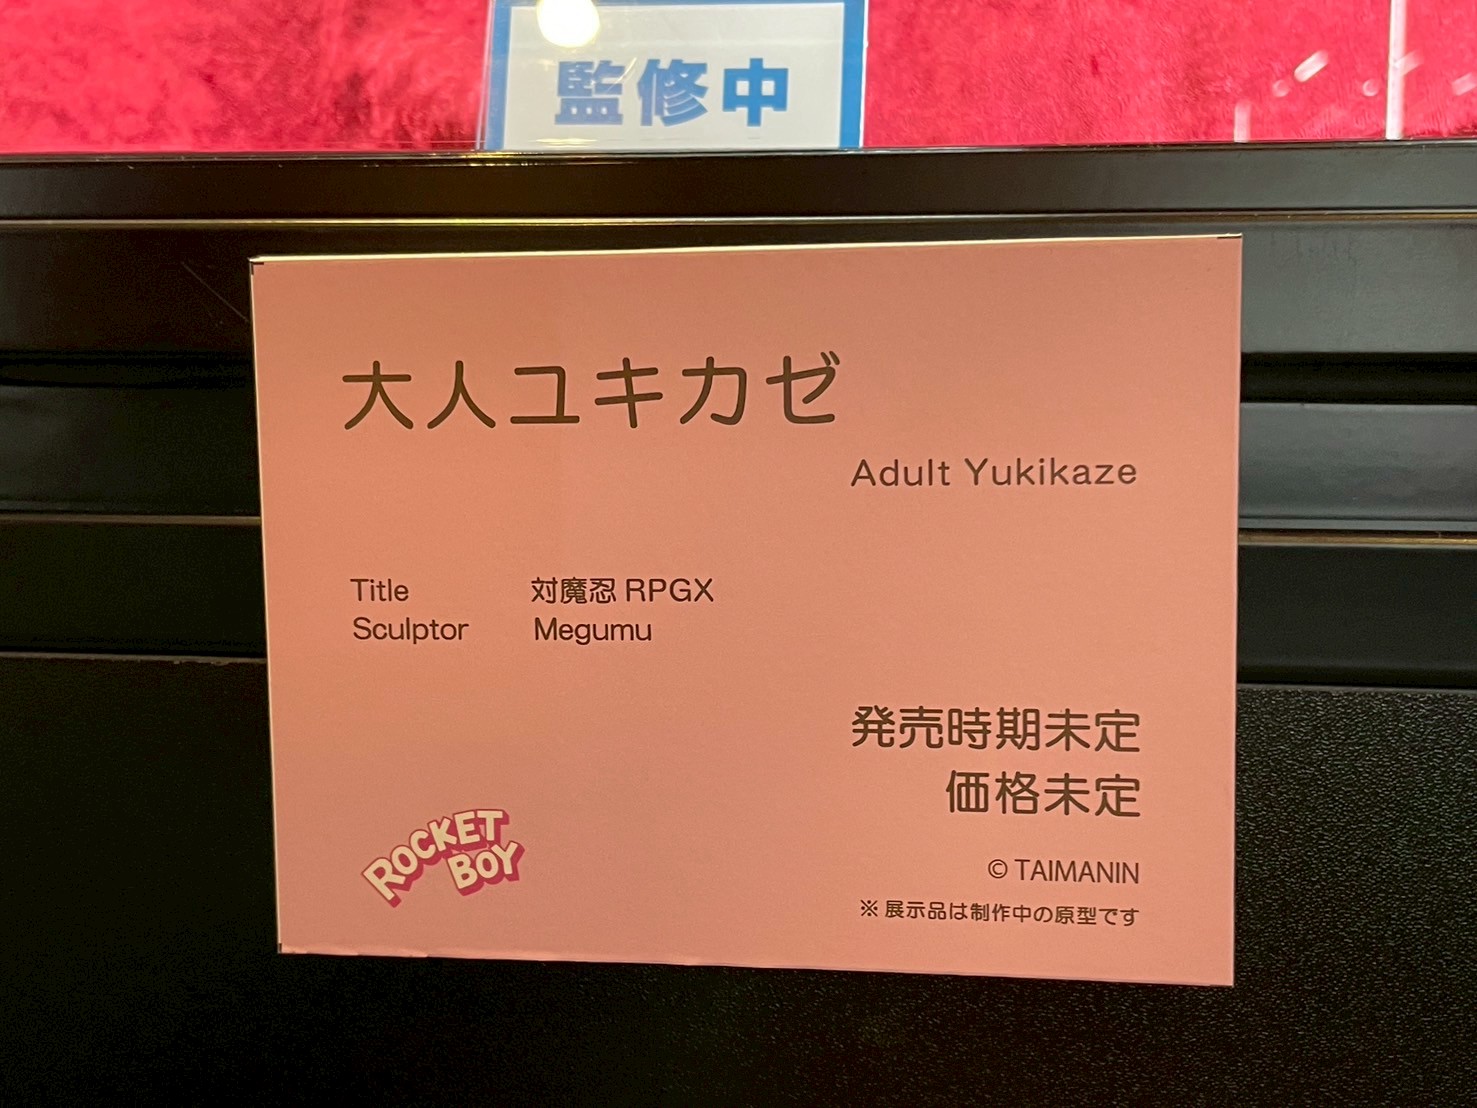 監修中
大人ユキカゼ
Adult Yukikaze
Title 対魔忍 RPGX
Sculptor Megumu
発売時期未定
価格未定
ROCKET
BOY
© TAIMANIN
※ 展示品は制作中の原型です